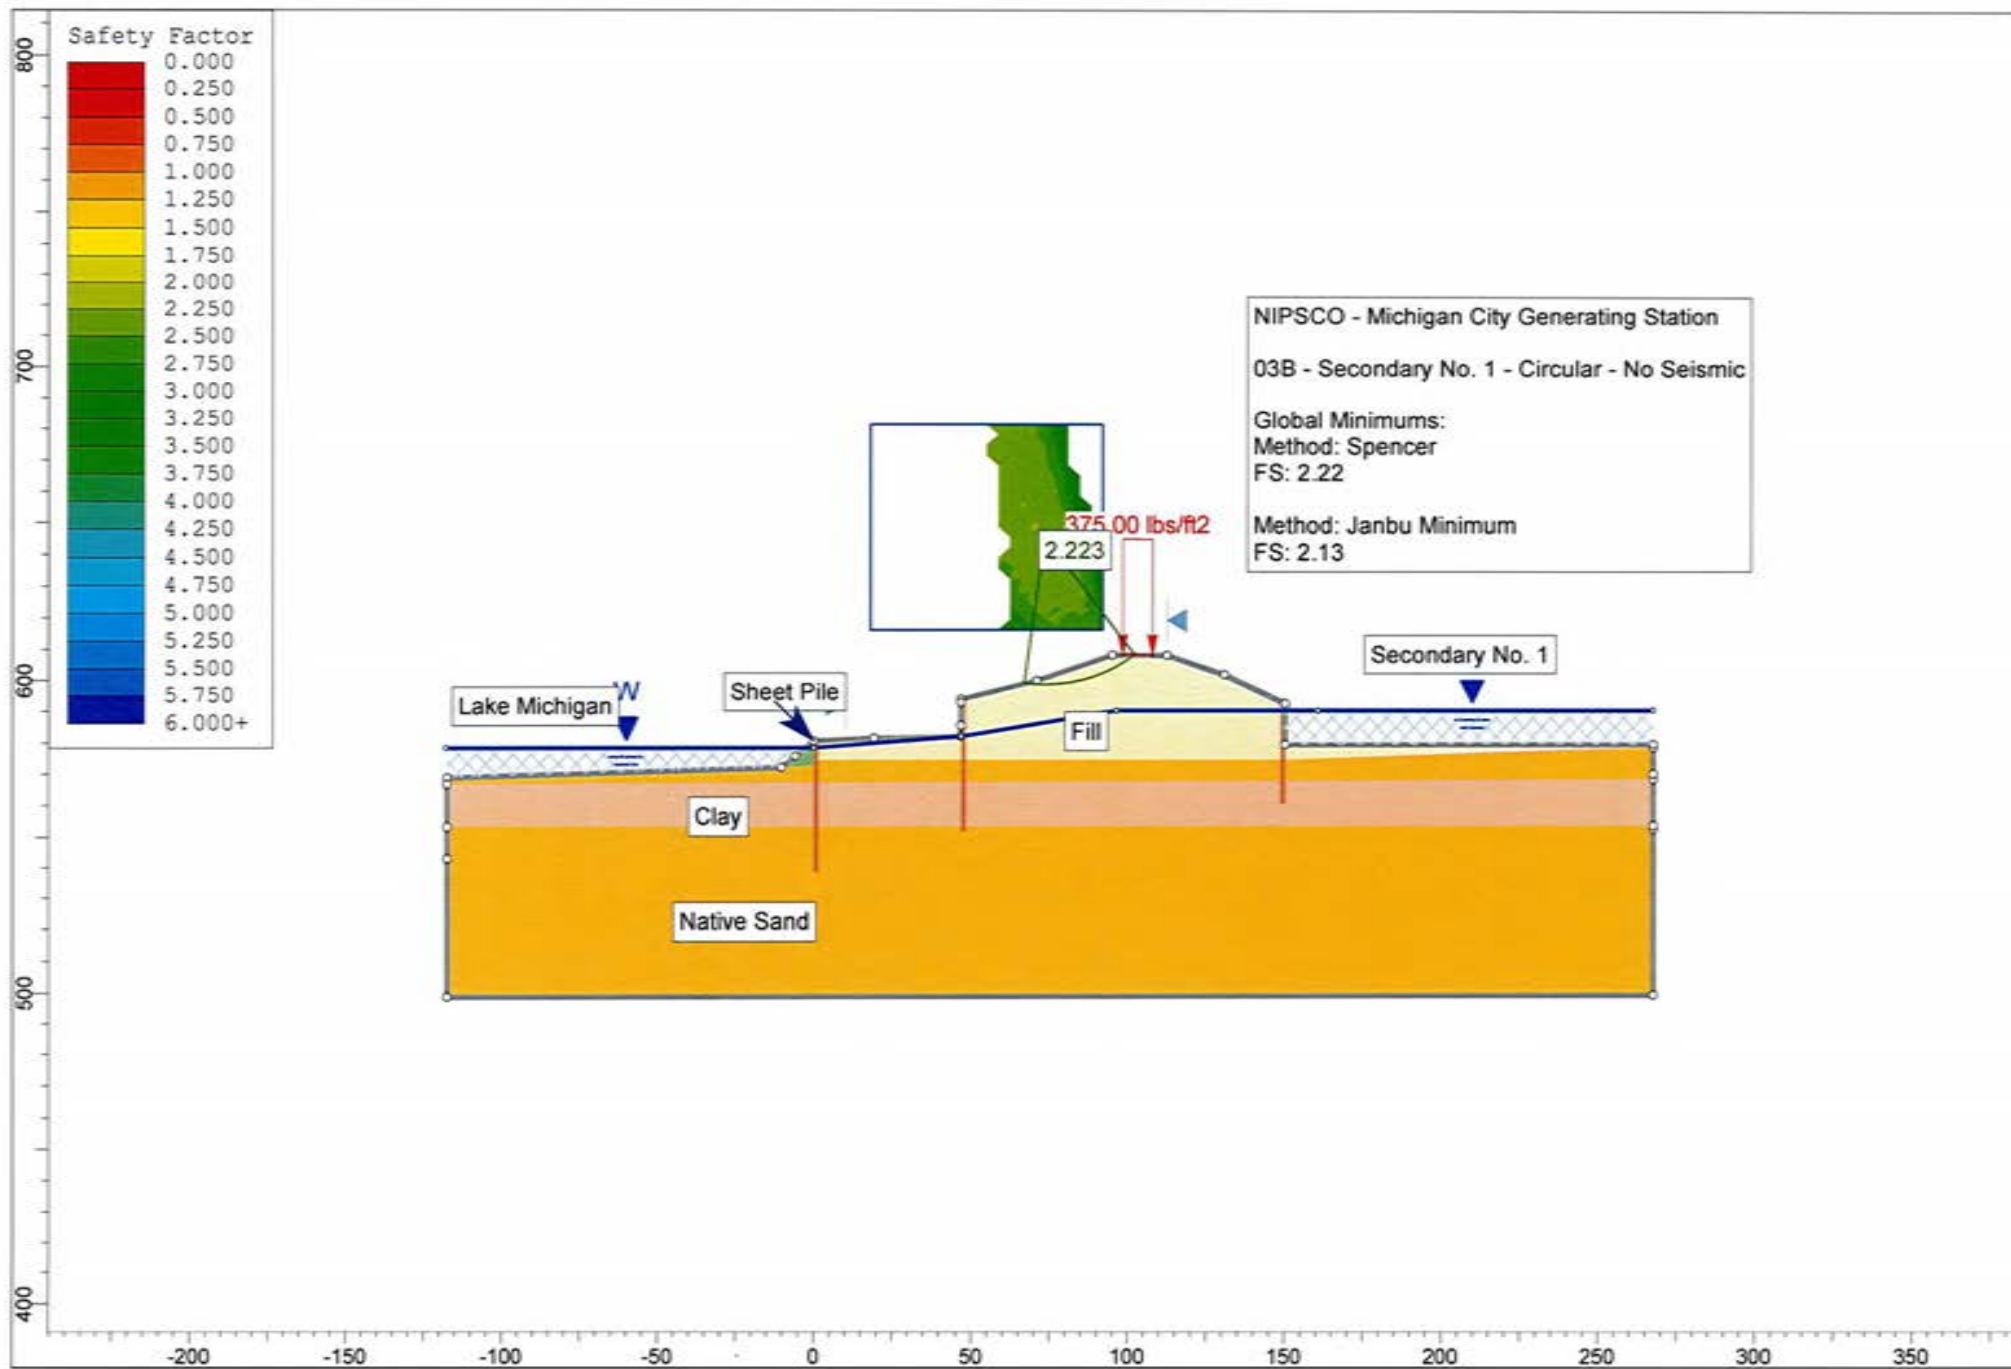 Safety Factor
0.000
0.250
0.500
0.750
1.000
1.250
1.500
1.750
2.000
2.250
2.500
2.750
3.000
3.250
3.500
3.750
4.000
4.250
4.500
4.750
5.000
5.250
5.500
5.750
6.000+
800
700
600
500
400
NIPSCO - Michigan City Generating Station
03B - Secondary No. 1 - Circular - No Seismic
Global Minimums:
Method: Spencer
FS: 2.22
Method: Janbu Minimum
FS: 2.13
375.00 lbs/ft2
2.223
Secondary No. 1
Sheet Pile
Lake Michigan
W
Fill
Clay
Native Sand
-200
-150
-100
-50
0
50
100
150
200
250
300
350